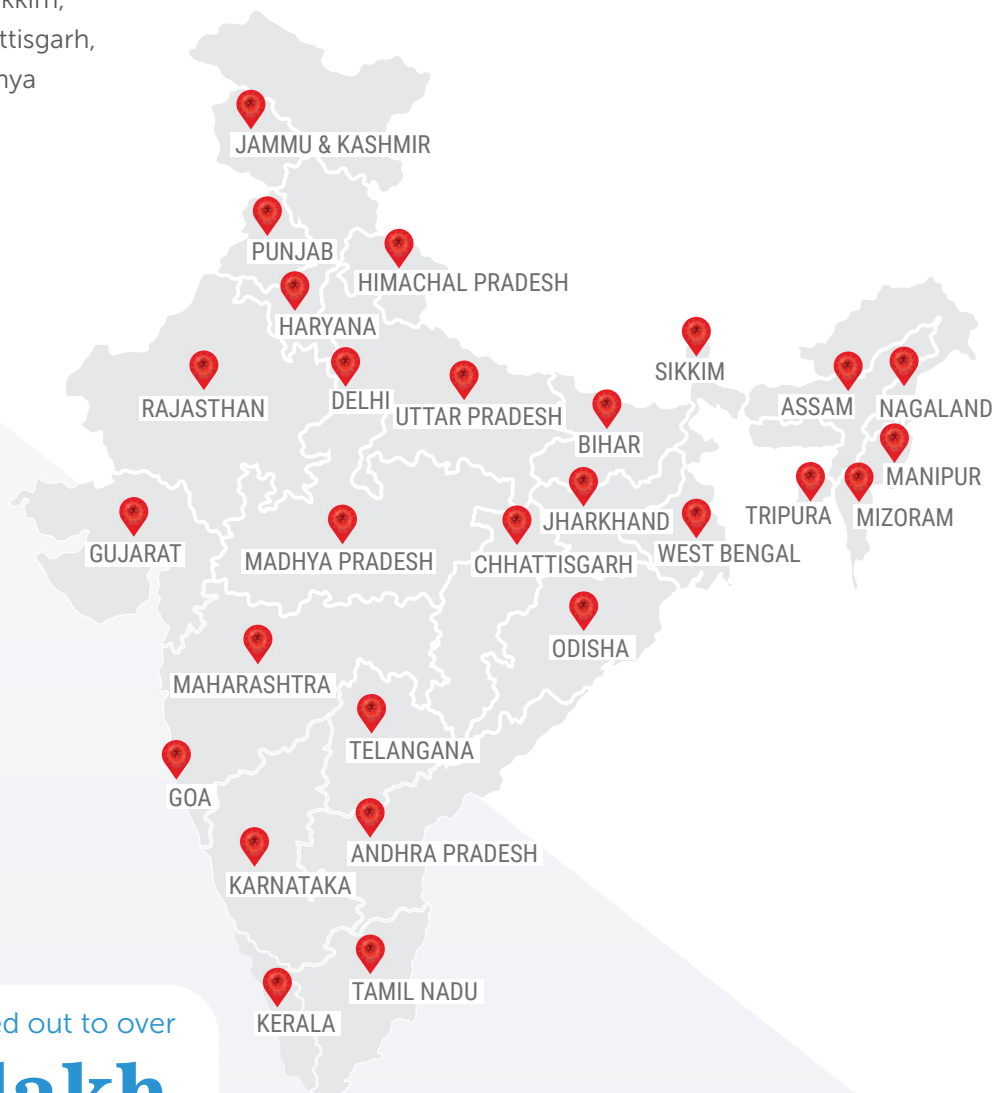 ttisgarh,
JAMMU & KASHMIR
PUNJAB
HIMACHAL PRADESH
HARYANA
SIKKIM
RAJASTHAN
DELHI
UTTAR PRADESH
ASSAM
NAGALAND
BIHAR
MANIPUR
JHARKHAND
TRIPURA
MIZORAM
GUJARAT
MADHYA PRADESH
CHHATTISGARH
WEST BENGAL
ODISHA
MAHARASHTRA
TELANGANA
GOA
ANDHRA PRADESH
KARNATAKA
TAMIL NADU
KERALA
ed out to over
lakh